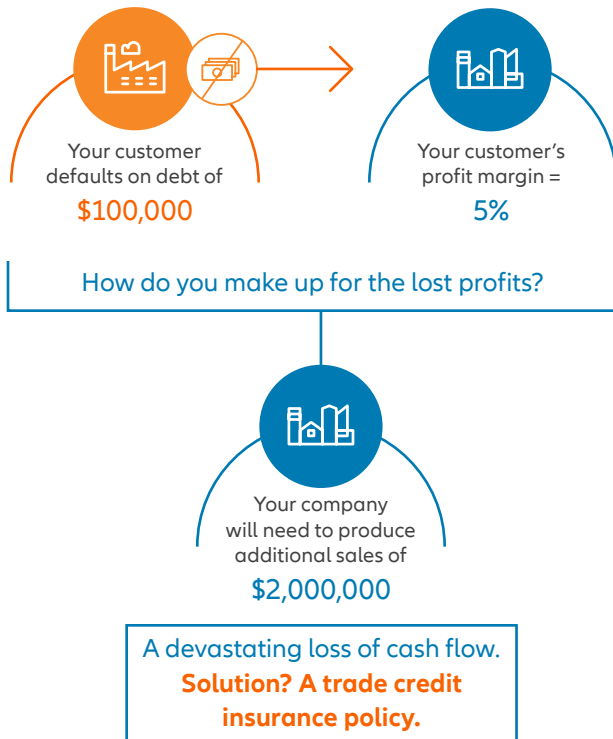 Your customer
defaults on debt of
$100,000
Your customer's
profit margin =
5%
How do you make up for the lost profits?
Your company
will need to produce
additional sales of
$2,000,000
A devastating loss of cash flow.
Solution? A trade credit
insurance policy.